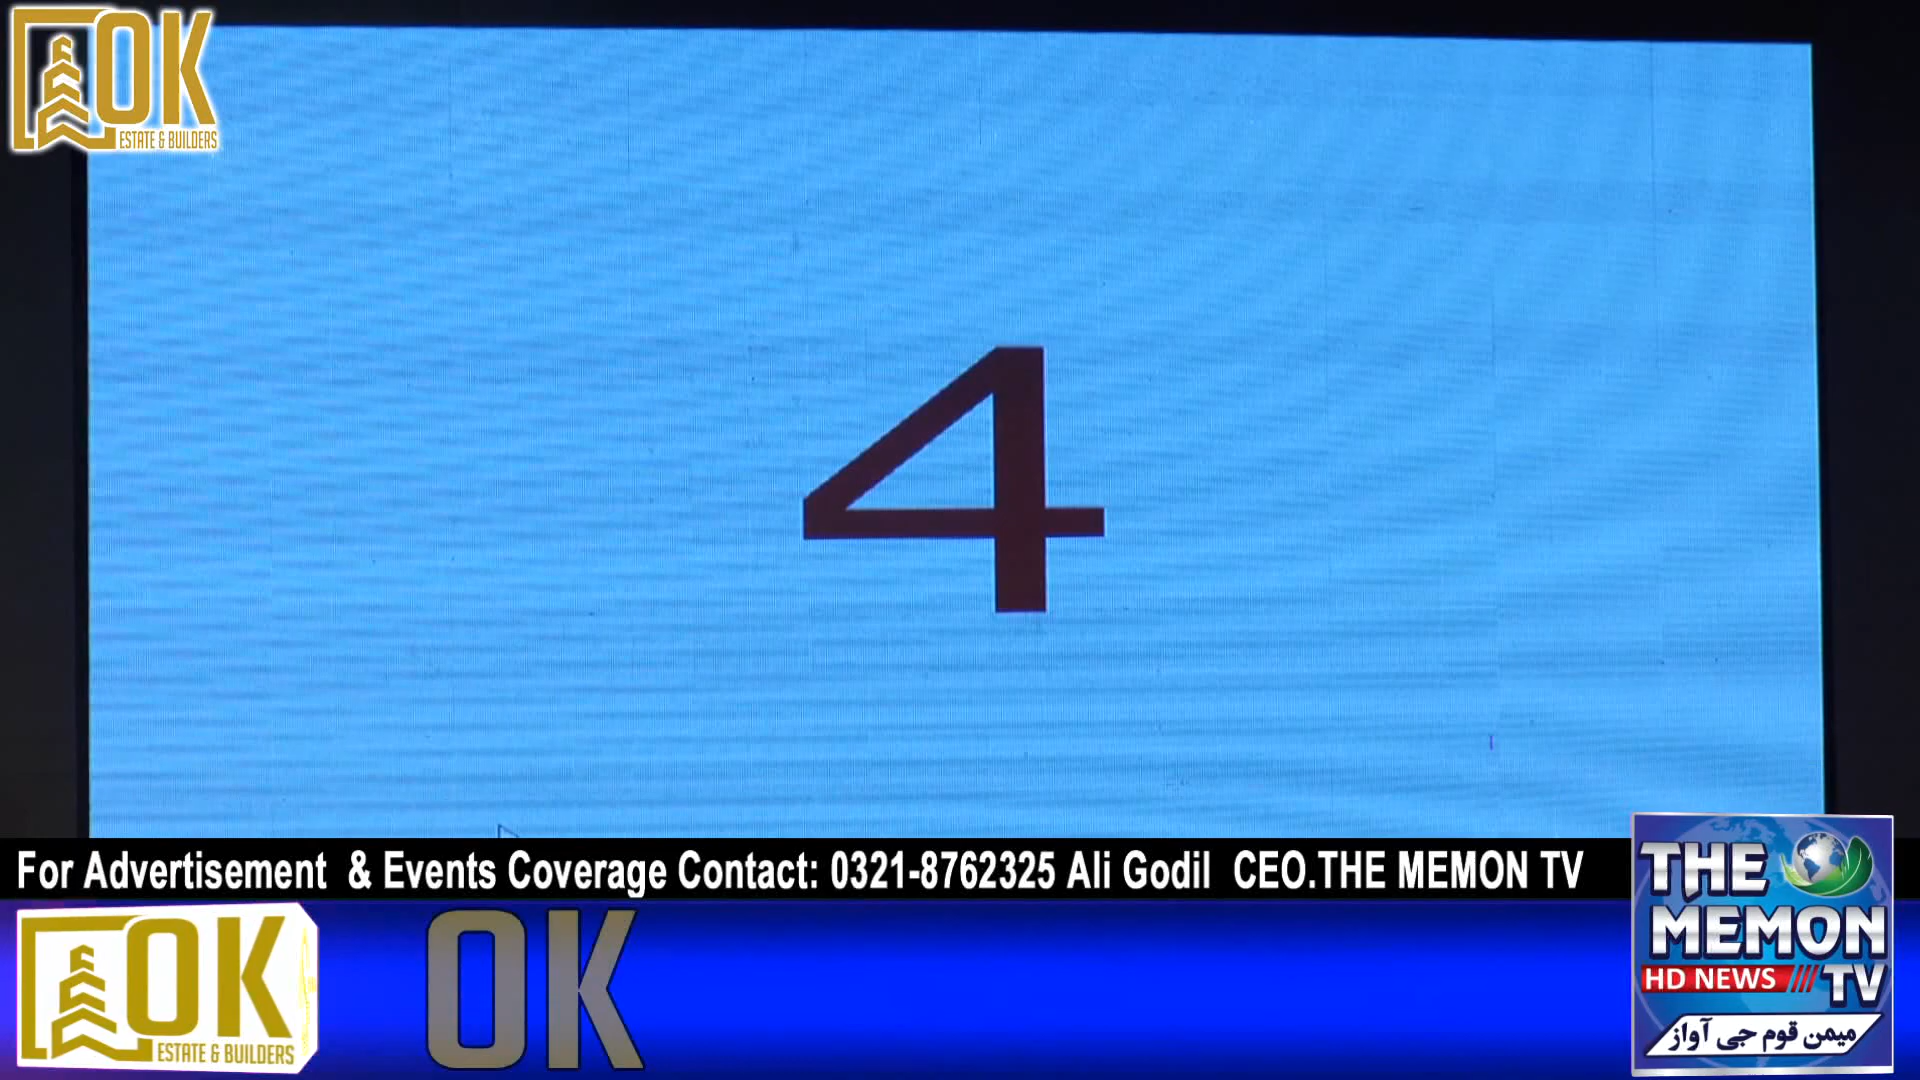 OK
ESTATE & BUILDERS
4
For Advertisement & Events Coverage Contact: 0321-8762325 Ali Godil CEO.THE MEMON TV
OK
ESTATE & BUILDERS
OK
THE
MEMON
HD NEWS TV
میمن قوم جی آواز